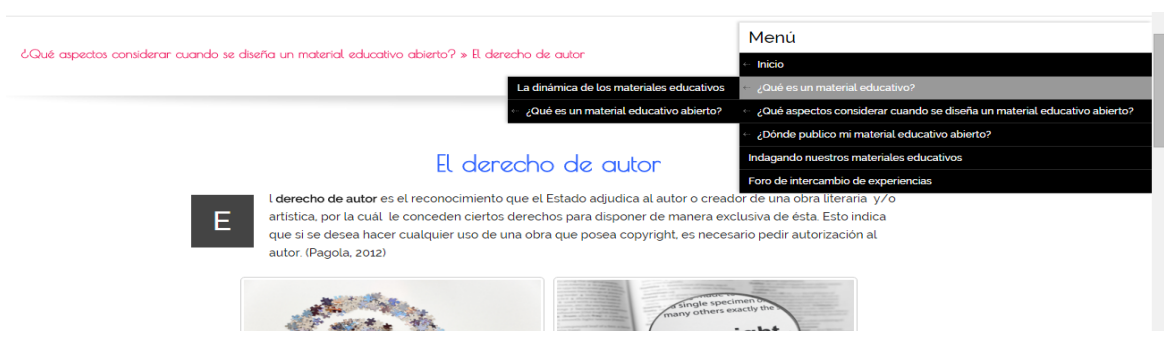 Menú
¿Qué aspectos considerar cuando se diseña un material educativo abierto? » El derecho de autor
← Inicio
La dinámica de los materiales educativos
← ¿Qué es un material educativo?
← ¿Qué es un material educativo abierto?
← ¿Qué aspectos considerar cuando se diseña un material educativo abierto?
← ¿Dónde publico mi material educativo abierto?
Indagando nuestros materiales educativos
Foro de intercambio de experiencias
El derecho de autor
E
l derecho de autor es el reconocimiento que el Estado adjudica al autor o creador de una obra literaria y/o
artística, por la cuál le conceden ciertos derechos para disponer de manera exclusiva de ésta. Esto indica
que si se desea hacer cualquier uso de una obra que posea copyright, es necesario pedir autorización al
autor. (Pagola, 2012)
single specimen
many others exactly the